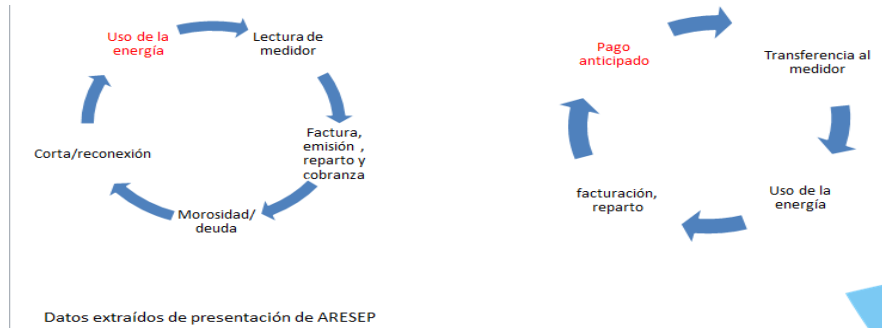 Uso de la
energía
Lectura de
medidor
Factura,
emisión ,
reparto y
cobranza
Morosidad/
deuda
Corta/reconexión
Pago
anticipado
Transferencia al
medidor
Uso de la
energía
facturación,
reparto
Datos extraídos de presentación de ARESEP